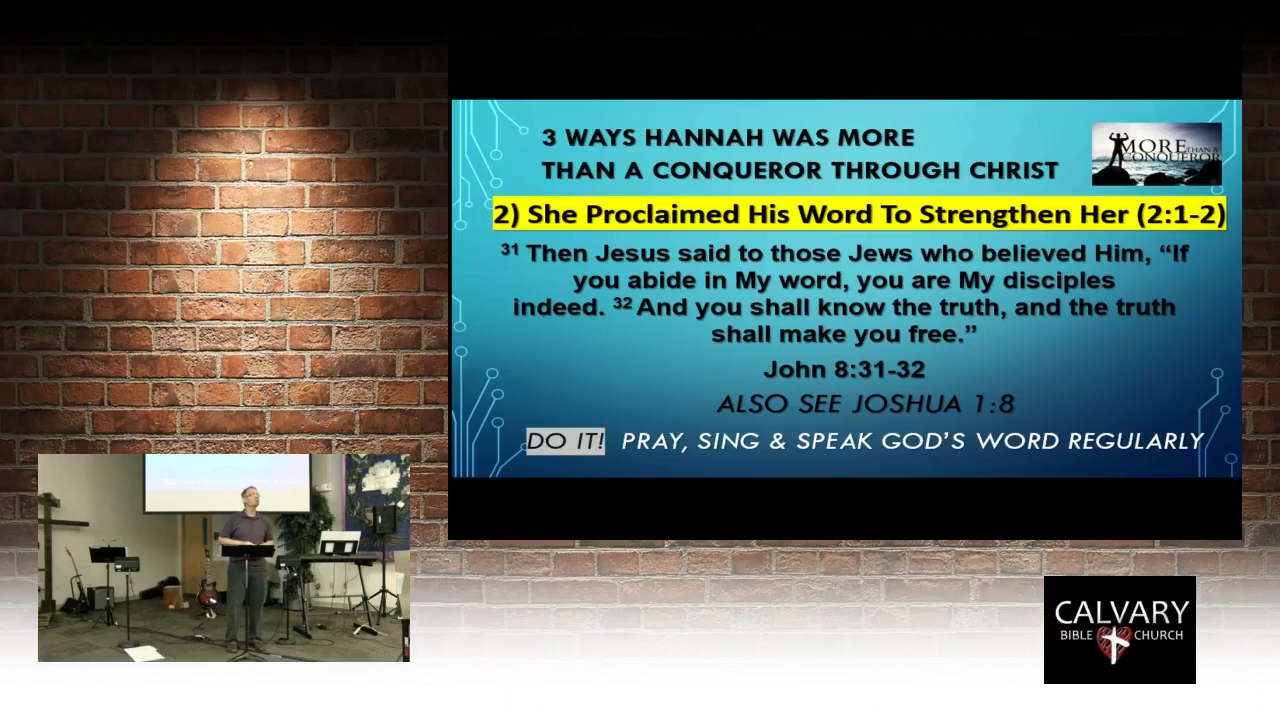 3 WAYS HANNAH WAS MORE
THAN A CONQUEROR THROUGH CHRIST
MORE THAN A
CONQUEROR
2) She Proclaimed His Word To Strengthen Her (2:1-2)
31 Then Jesus said to those Jews who believed Him, “If
you abide in My word, you are My disciples
indeed. 32 And you shall know the truth, and the truth
shall make you free.”
John 8:31-32
ALSO SEE JOSHUA 1:8
DO IT! PRAY, SING & SPEAK GOD’S WORD REGULARLY
CALVARY
BIBLE CHURCH